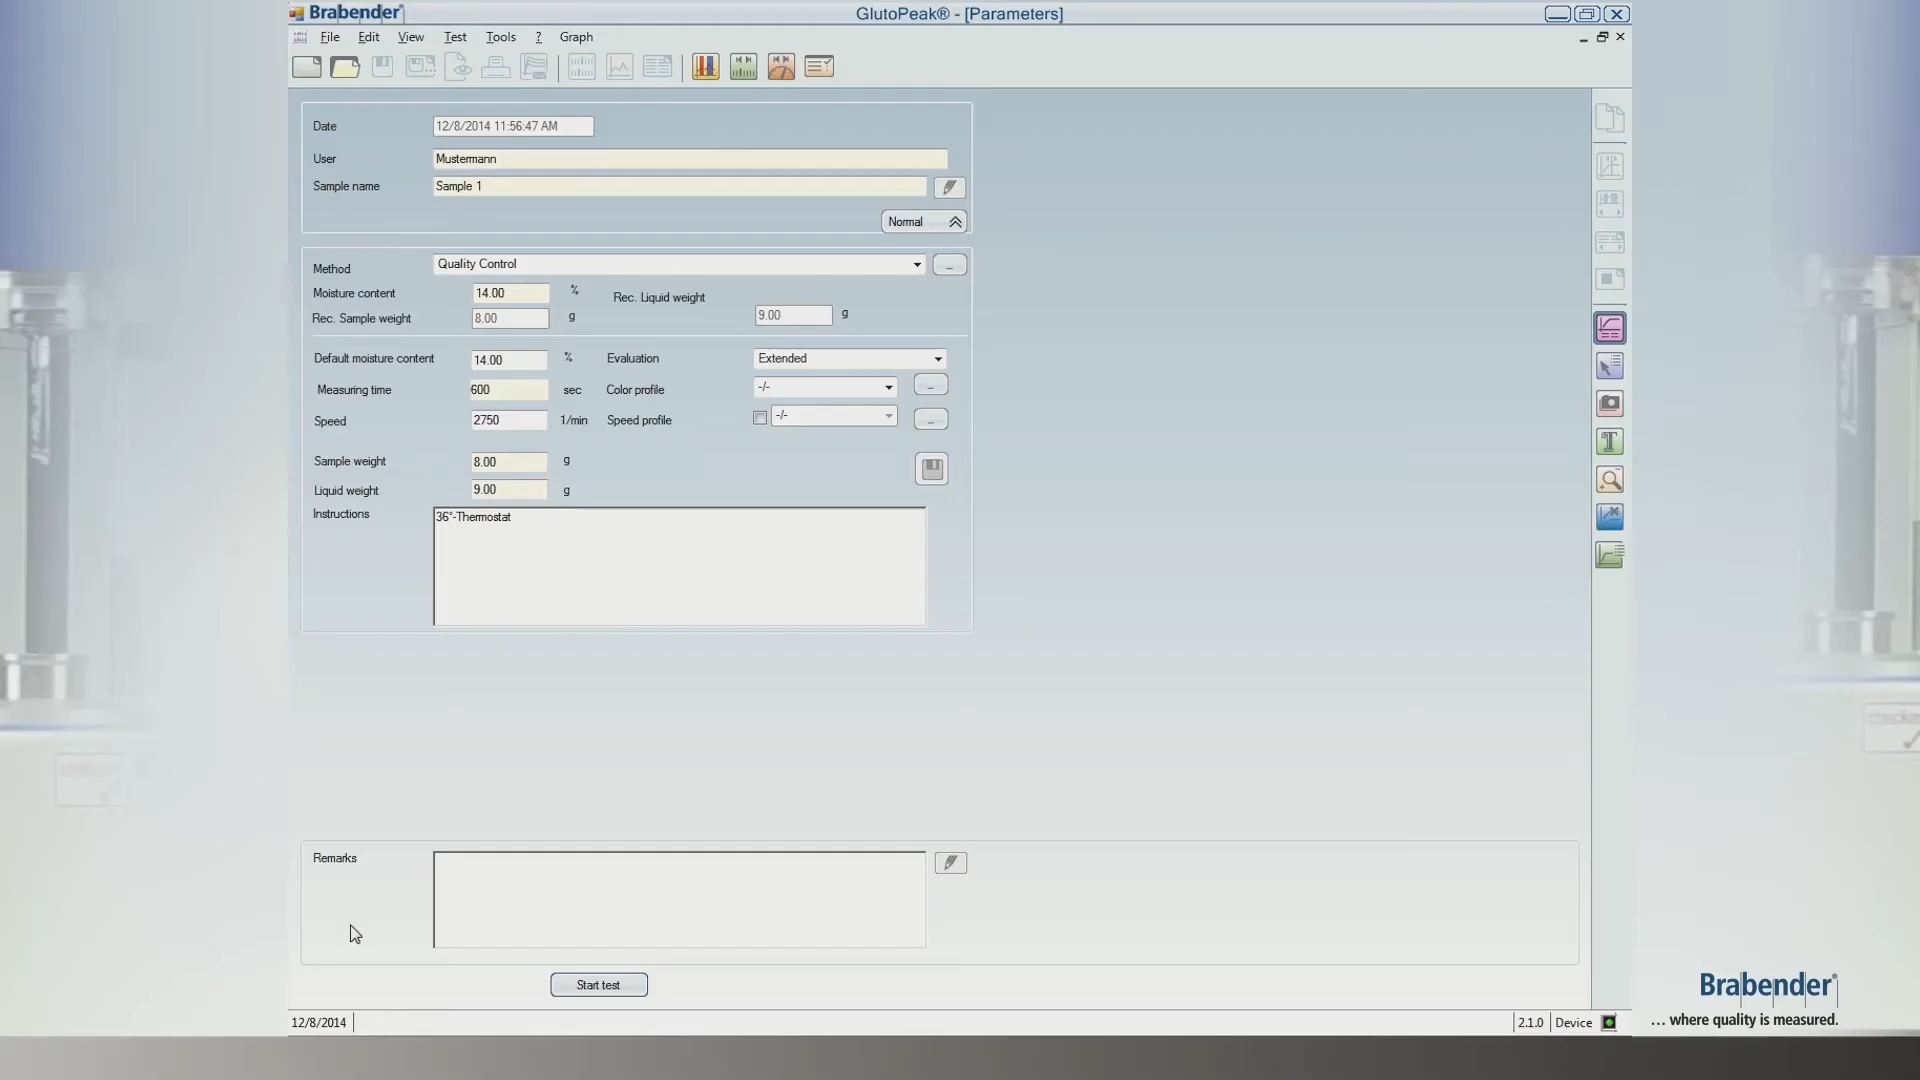 Brabender®
GlutoPeak® - [Parameters]
File Edit View Test Tools ? Graph
Date 12/8/2014 11:56:47 AM
User Mustermann
Sample name Sample 1
Normal
Method Quality Control
Moisture content 14.00 % Rec. Liquid weight 9.00 g
Rec. Sample weight 8.00 g
Default moisture content 14.00 % Evaluation Extended
Measuring time 600 sec Color profile -/-
Speed 2750 1/min Speed profile -/-
Sample weight 8.00 g
Liquid weight 9.00 g
Instructions 36°-Thermostat
Remarks
Start test
12/8/2014 2.1.0 Device
Brabender®
... where quality is measured.